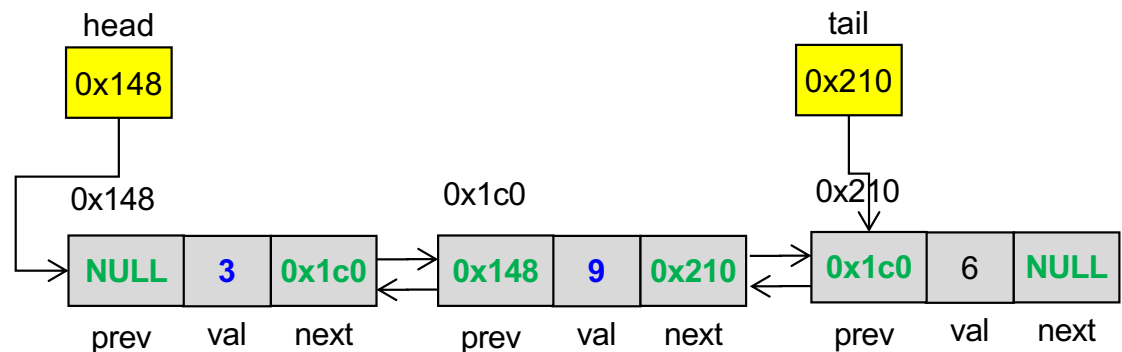 head tail
0x148 0x210
0x148 0x1c0 0x210
NULL 3 0x1c0 0x148 9 0x210 0x1c0 6 NULL
prev val next prev val next prev val next